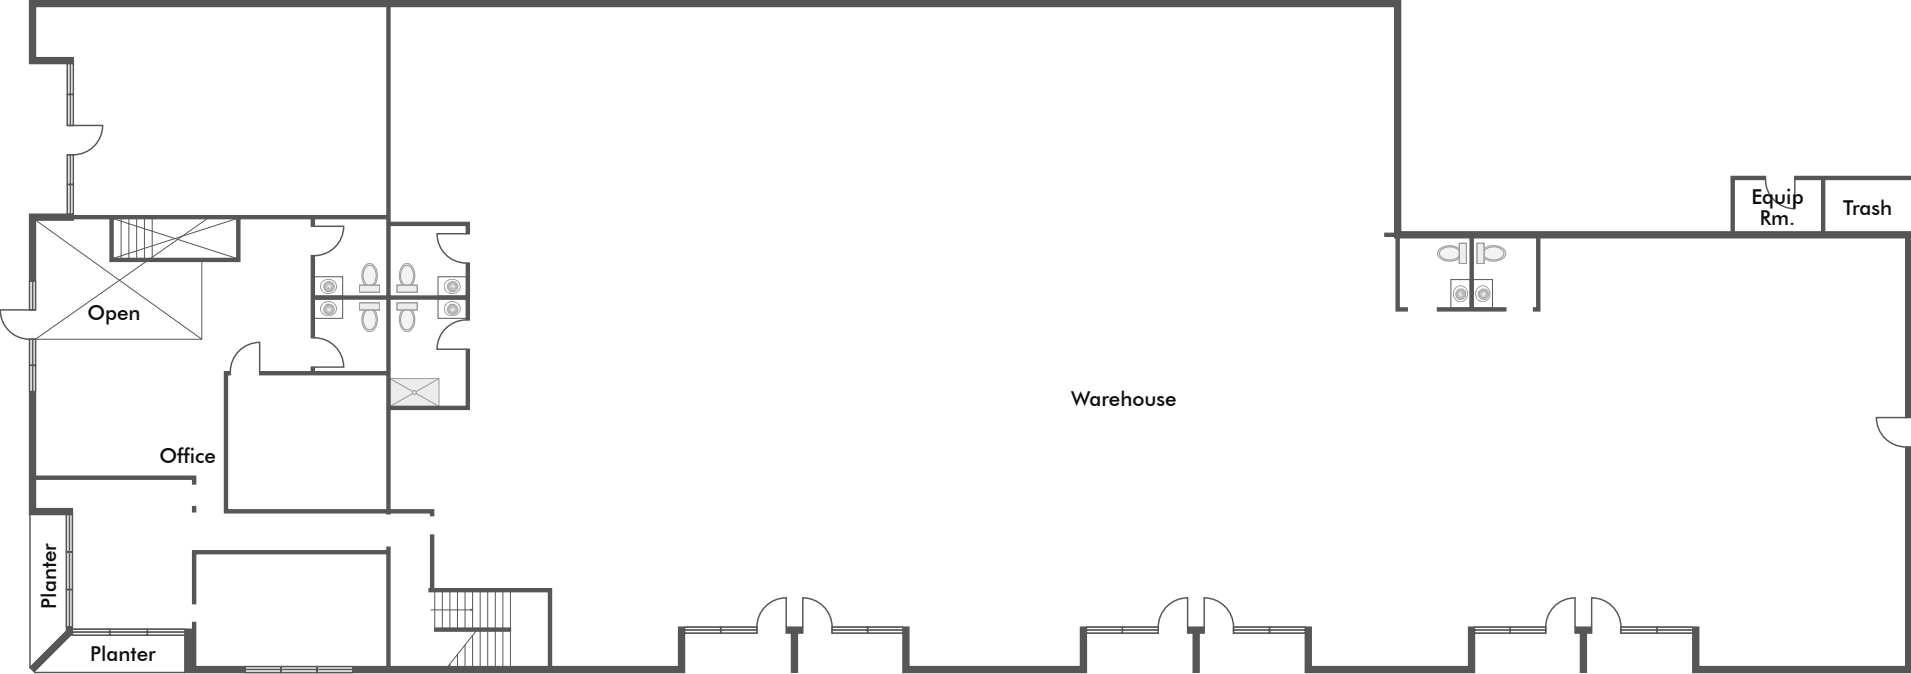 Equip
Rm.
Trash
Open
Warehouse
Office
Planter
Planter